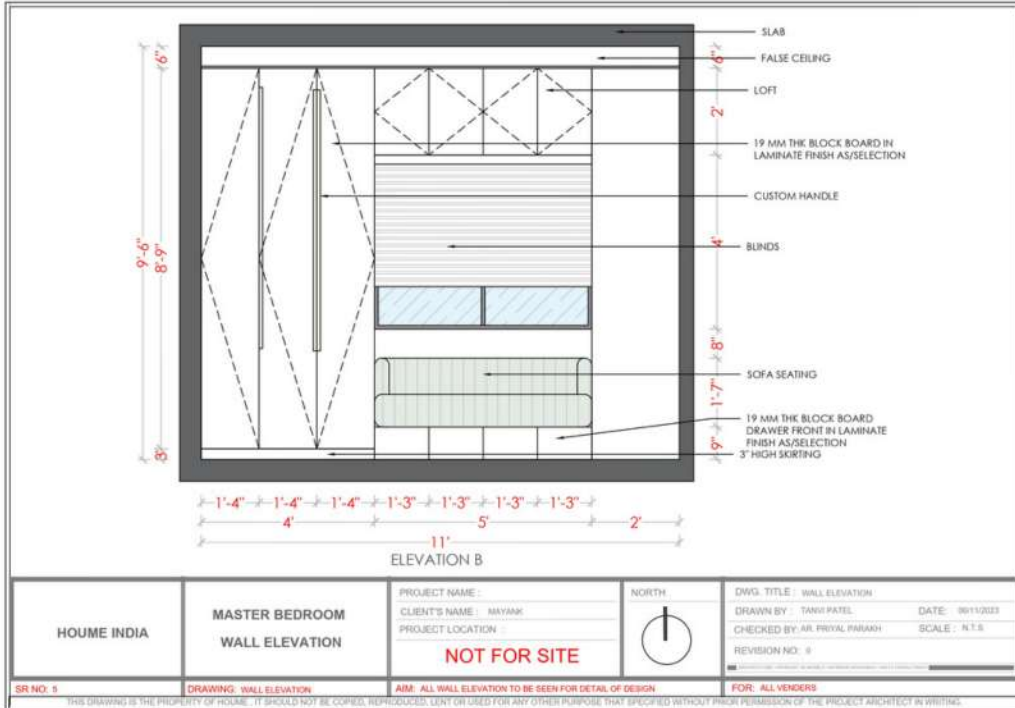 SLAB
FALSE CEILING
LOFT
19 MM THK BLOCK BOARD IN
LAMINATE FINISH AS/SELECTION
CUSTOM HANDLE
BLINDS
SOFA SEATING
19 MM THK BLOCK BOARD
DRAWER FRONT IN LAMINATE
FINISH AS/SELECTION
3" HIGH SKIRTING
6"
9'-6"
8'-9"
3"
6"
2'
4'
8"
1'-7"
9"
1'-4" 1'-4" 1'-4" 1'-3" 1'-3" 1'-3" 1'-3"
4' 5' 2'
11'
ELEVATION B
HOUME INDIA
MASTER BEDROOM
WALL ELEVATION
PROJECT NAME :
CLIENT'S NAME : MAYANK
PROJECT LOCATION :
NOT FOR SITE
NORTH
DWG. TITLE : WALL ELEVATION
DRAWN BY : TANVI PATEL DATE:
CHECKED BY: AR. PRIYAL PARAKH SCALE : N.T.S
REVISION NO: 0
SR NO: 5
DRAWING: WALL ELEVATION
AIM: ALL WALL ELEVATION TO BE SEEN FOR DETAIL OF DESIGN
FOR: ALL VENDERS
THIS DRAWING IS THE PROPERTY OF HOUME . IT SHOULD NOT BE COPIED, REPRODUCED, LENT OR USED FOR ANY OTHER PURPOSE THAT SPECIFIED WITHOUT PRIOR PERMISSION OF THE PROJECT ARCHITECT IN WRITING.